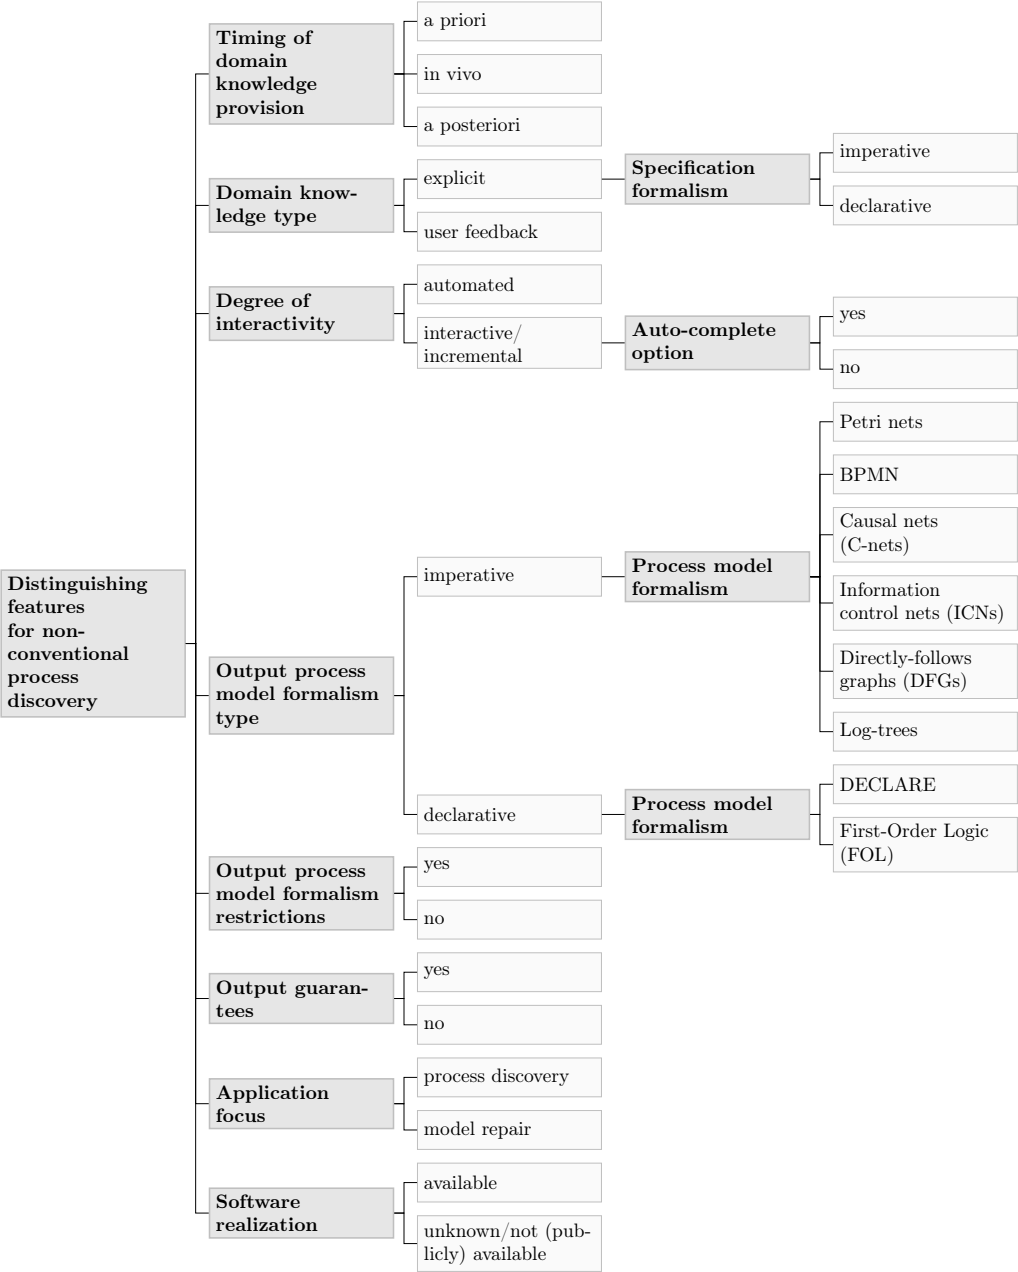 Distinguishing
features
for non-
conventional
process
discovery
Timing of
domain
knowledge
provision
a priori
in vivo
a posteriori
Domain know-
ledge type
explicit
Specification
formalism
imperative
declarative
user feedback
Degree of
interactivity
automated
interactive/
incremental
Auto-complete
option
yes
no
Output process
model formalism
type
imperative
Process model
formalism
Petri nets
BPMN
Causal nets
(C-nets)
Information
control nets (ICNs)
Directly-follows
graphs (DFGs)
Log-trees
declarative
Process model
formalism
DECLARE
First-Order Logic
(FOL)
Output process
model formalism
restrictions
yes
no
Output guaran-
tees
yes
no
Application
focus
process discovery
model repair
Software
realization
available
unknown/not (pub-
licly) available